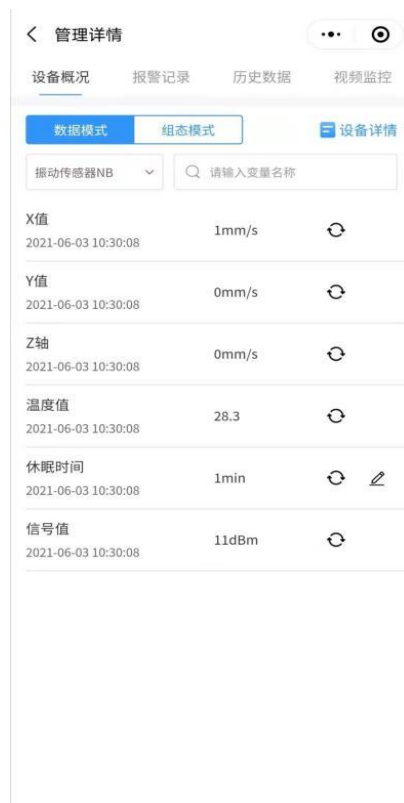 管理详情
设备概况 报警记录 历史数据 视频监控
数据模式 组态模式 设备详情
振动传感器NB 请输入变量名称
X值
2021-06-03 10:30:08 1mm/s
Y值
2021-06-03 10:30:08 0mm/s
Z轴
2021-06-03 10:30:08 0mm/s
温度值
2021-06-03 10:30:08 28.3
休眠时间
2021-06-03 10:30:08 1min
信号值
2021-06-03 10:30:08 11dBm